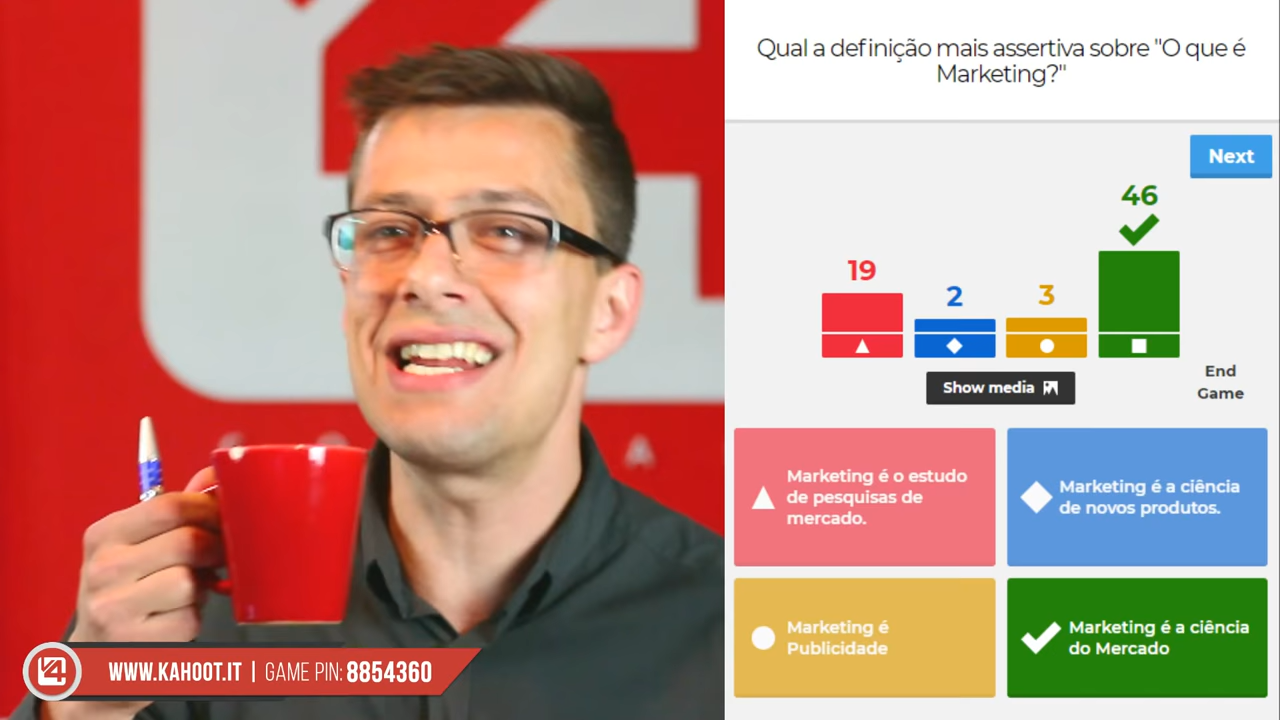 Qual a definição mais assertiva sobre "O que é
Marketing?"
Next
46
19
2
3
Show media
End
Game
Marketing é o estudo
de pesquisas de
mercado.
Marketing é a ciência
de novos produtos.
Marketing é
Publicidade
Marketing é a ciência
do Mercado
V4
WWW.KAHOOT.IT | GAME PIN: 8854360